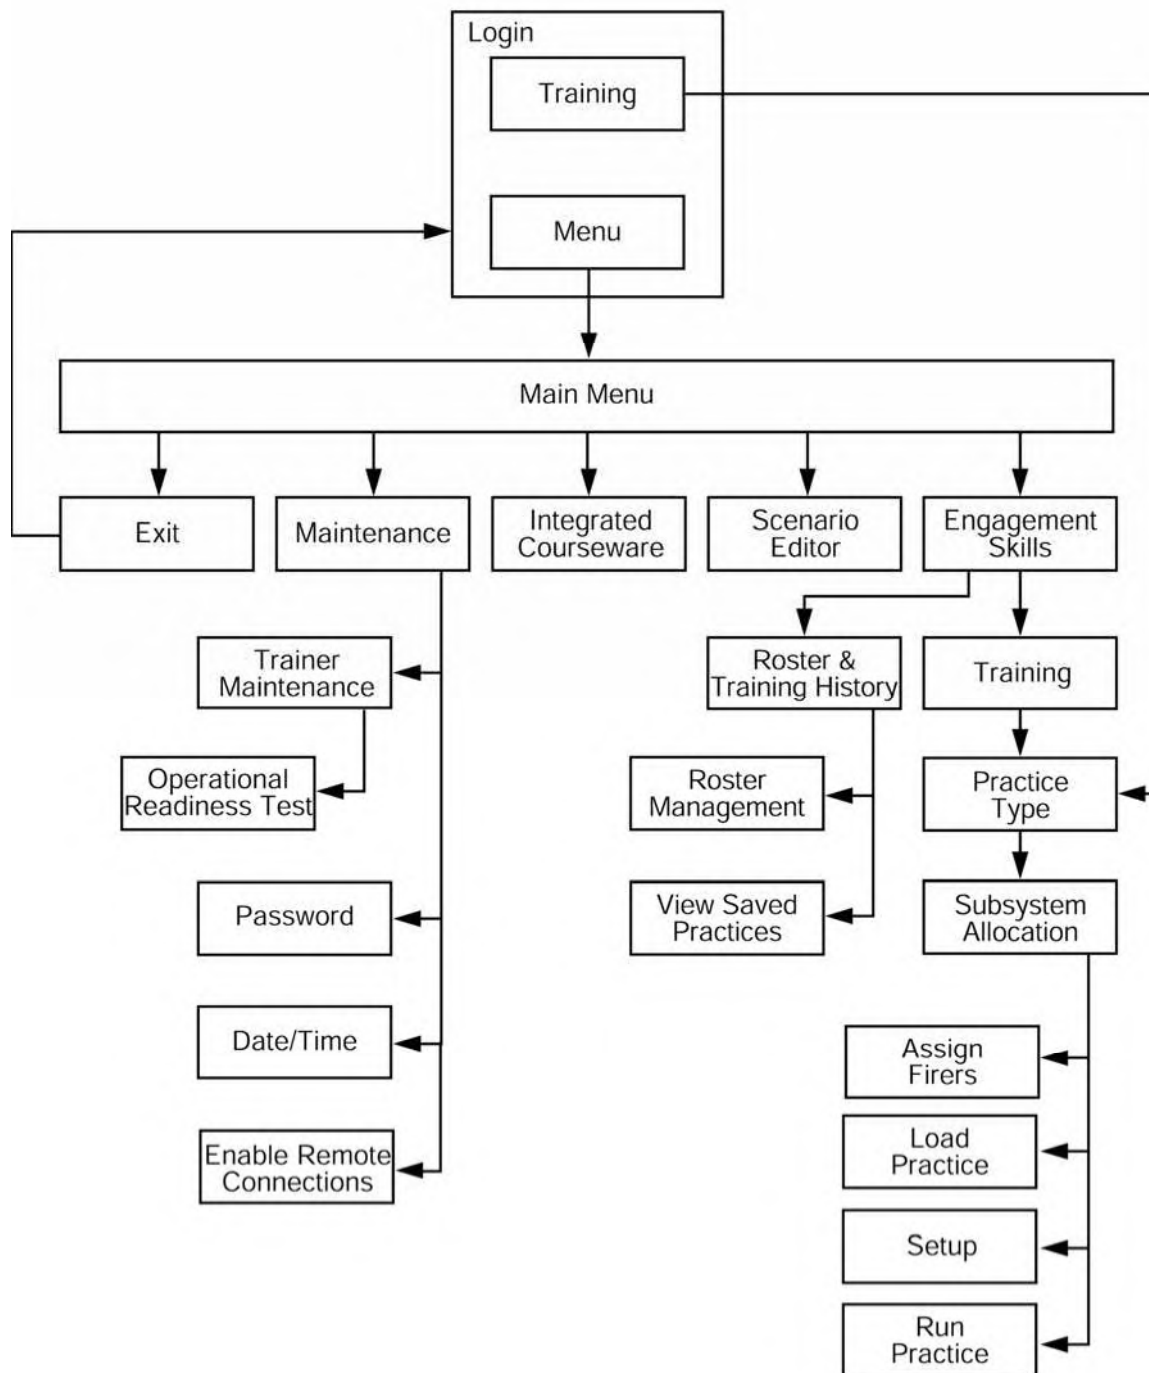 Login
Training
Menu
Main Menu
Exit
Maintenance
Integrated
Courseware
Scenario
Editor
Engagement
Skills
Trainer
Maintenance
Roster &
Training History
Training
Operational
Readiness Test
Roster
Management
Practice
Type
Password
View Saved
Practices
Subsystem
Allocation
Date/Time
Assign
Firers
Enable Remote
Connections
Load
Practice
Setup
Run
Practice